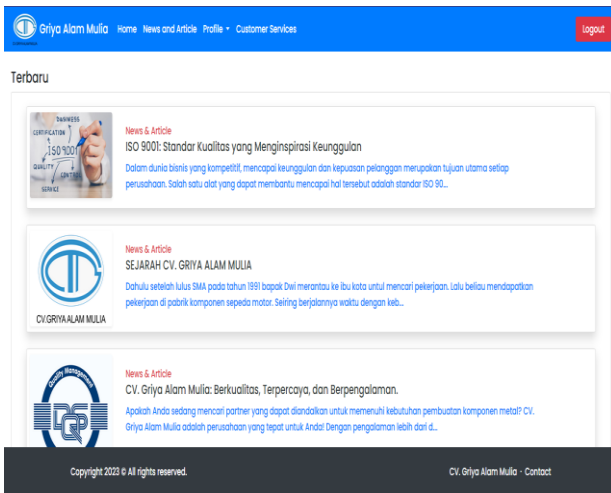 Griya Alam Mulia Home News and Article Profile Customer Services Logout
Terbaru
BUSINESS
CERTIFICATION
ISO 9001
QUALITY CONTROL
SERVICE
News & Article
ISO 9001: Standar Kualitas yang Menginspirasi Keunggulan
Dalam dunia bisnis yang kompetitif, mencapai keunggulan dan kepuasan pelanggan merupakan tujuan utama setiap
perusahaan. Salah satu alat yang dapat membantu mencapai hal tersebut adalah standar ISO 90...
CV.GRIYA ALAM MULIA
News & Article
SEJARAH CV. GRIYA ALAM MULIA
Dahulu setelah lulus SMA pada tahun 1991 bapak Dwi merantau ke ibu kota untul mencari pekerjaan. Lalu beliau mendapatkan
pekerjaan di pabrik komponen sepeda motor. Seiring berjalannya waktu dengan keb...
Quality Management
DQP
News & Article
CV. Griya Alam Mulia: Berkualitas, Terpercaya, dan Berpengalaman.
Apakah Anda sedang mencari partner yang dapat diandalkan untuk memenuhi kebutuhan pembuatan komponen metal? CV.
Griya Alam Mulia adalah perusahaan yang tepat untuk Anda! Dengan pengalaman lebih dari d...
Copyright 2023 © All rights reserved. CV. Griya Alam Mulia - Contact